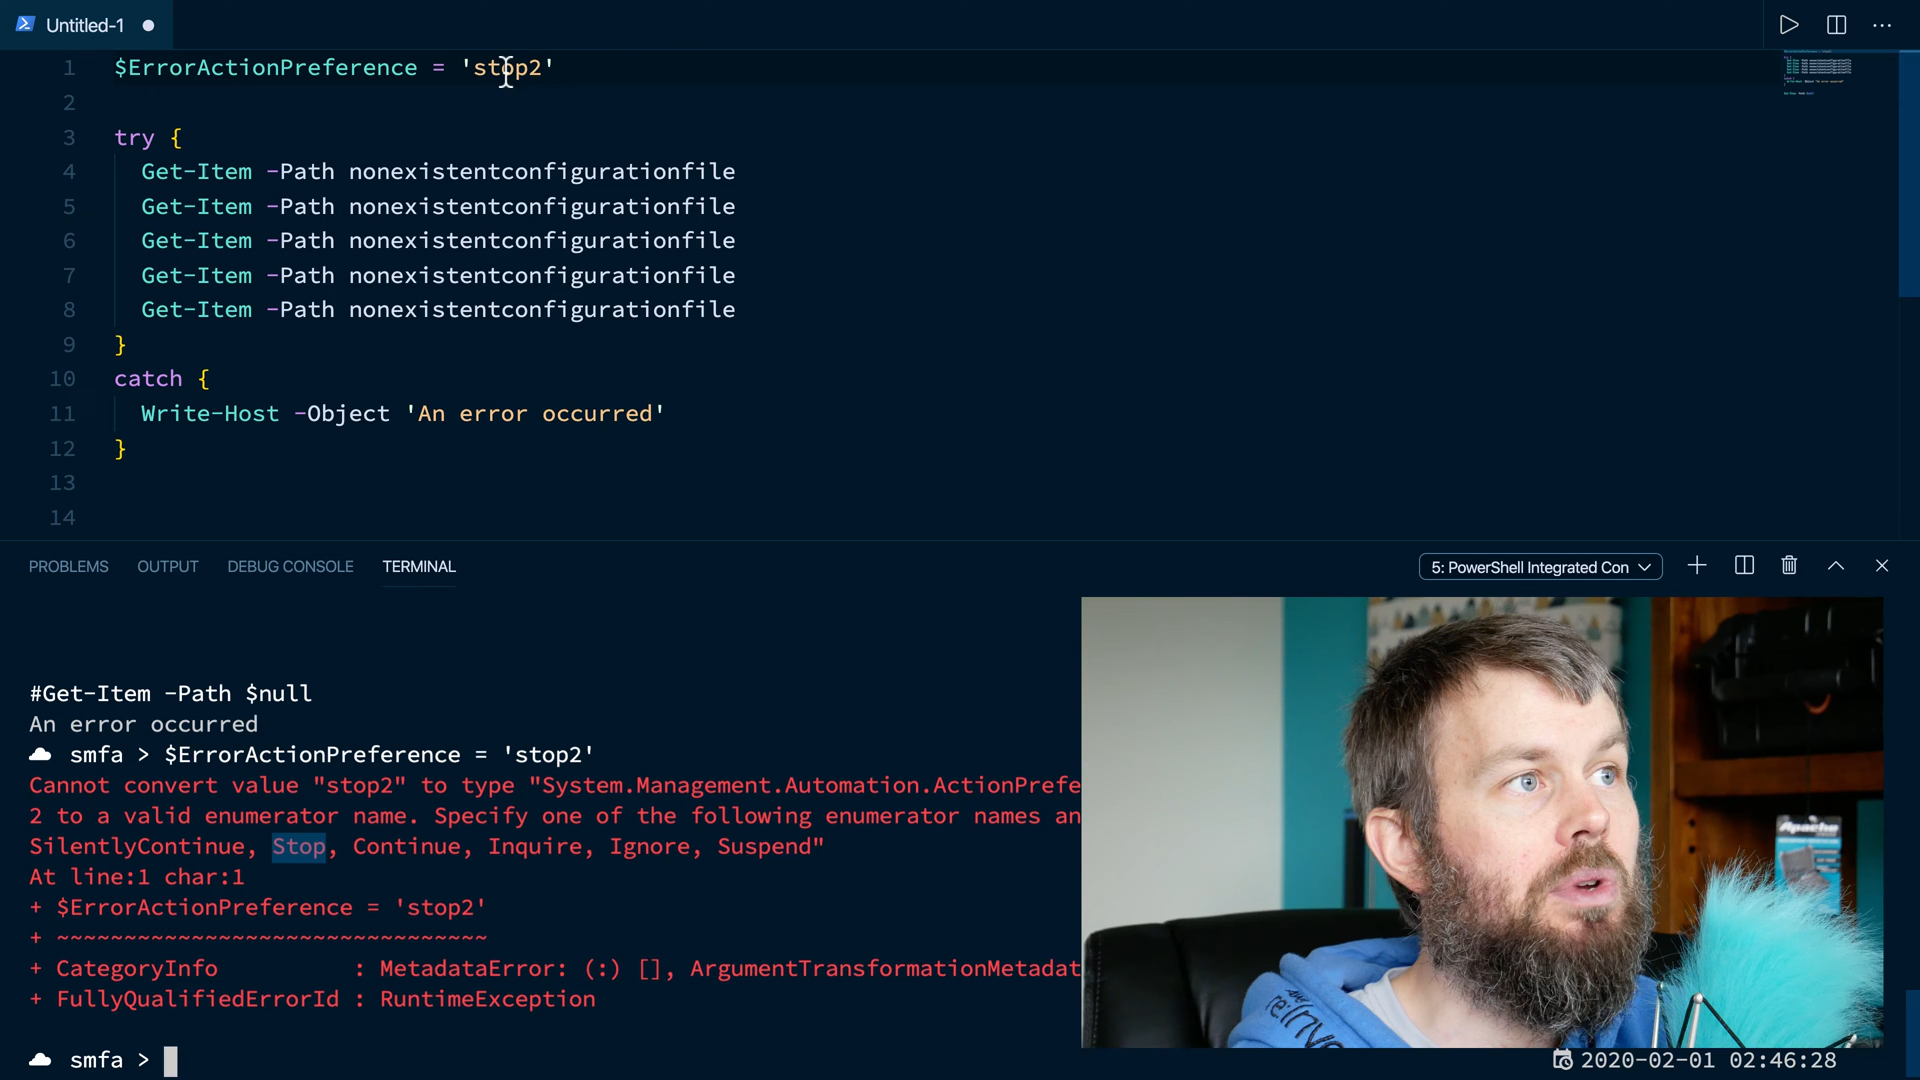 Untitled-1
1 $ErrorActionPreference = 'stop2'
2
3 try {
4 Get-Item -Path nonexistentconfigurationfile
5 Get-Item -Path nonexistentconfigurationfile
6 Get-Item -Path nonexistentconfigurationfile
7 Get-Item -Path nonexistentconfigurationfile
8 Get-Item -Path nonexistentconfigurationfile
9 }
10 catch {
11 Write-Host -Object 'An error occurred'
12 }
13
14
PROBLEMS OUTPUT DEBUG CONSOLE TERMINAL 5: PowerShell Integrated Con
#Get-Item -Path $null
An error occurred
smfa > $ErrorActionPreference = 'stop2'
Cannot convert value "stop2" to type "System.Management.Automation.ActionPrefe
2 to a valid enumerator name. Specify one of the following enumerator names an
SilentlyContinue, Stop, Continue, Inquire, Ignore, Suspend"
At line:1 char:1
+ $ErrorActionPreference = 'stop2'
+ ~~~~~~~~~~~~~~~~~~~~~~~~~~~~~~~~
+ CategoryInfo : MetadataError: (:) [], ArgumentTransformationMetadat
+ FullyQualifiedErrorId : RuntimeException
smfa >
Apache
2020-02-01 02:46:28